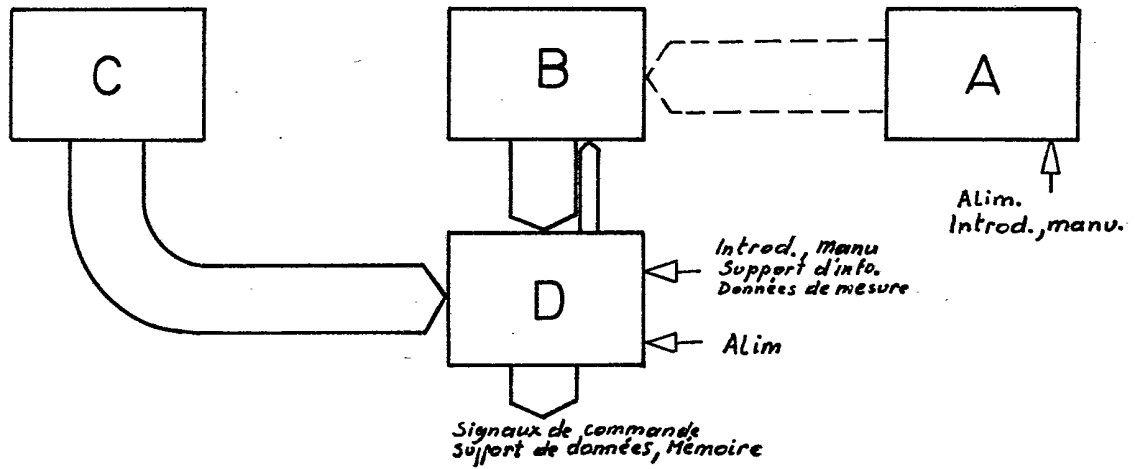 C
B
A
Alim.
Introd., manu.
Introd., Manu
Support d'info.
Données de mesure
D
Alim
Signaux de commande
Support de données, Mémoire